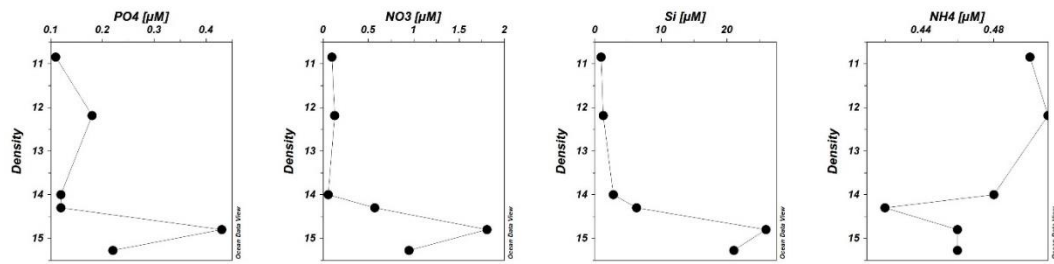 PO4 [µM]
0.1 0.2 0.3 0.4
Density
11
12
13
14
15
Ocean Data View
NO3 [µM]
0 0.5 1 1.5 2
Density
11
12
13
14
15
Ocean Data View
Si [µM]
0 10 20
Density
11
12
13
14
15
Ocean Data View
NH4 [µM]
0.44 0.48
Density
11
12
13
14
15
Ocean Data View